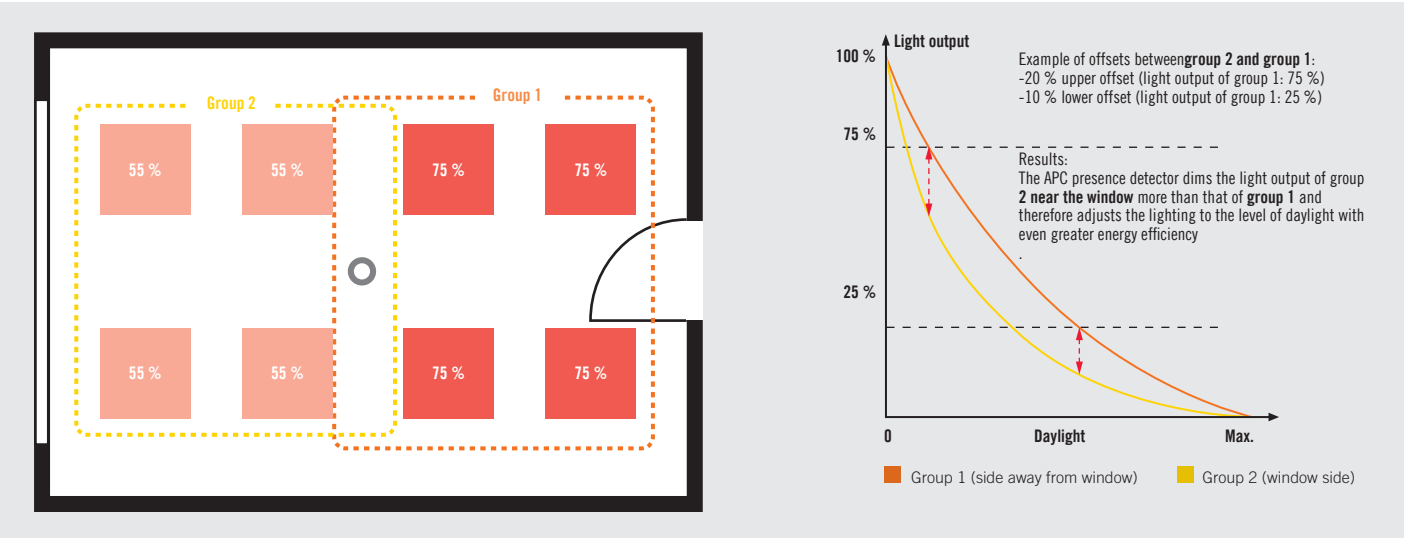 Group 2
Group 1
55 %
55 %
75 %
75 %
55 %
55 %
75 %
75 %
Light output
100 %
75 %
25 %
Example of offsets betweengroup 2 and group 1:
-20 % upper offset (light output of group 1: 75 %)
-10 % lower offset (light output of group 1: 25 %)
Results:
The APC presence detector dims the light output of group
2 near the window more than that of group 1 and
therefore adjusts the lighting to the level of daylight with
even greater energy efficiency
.
0
Daylight
Max.
Group 1 (side away from window)
Group 2 (window side)